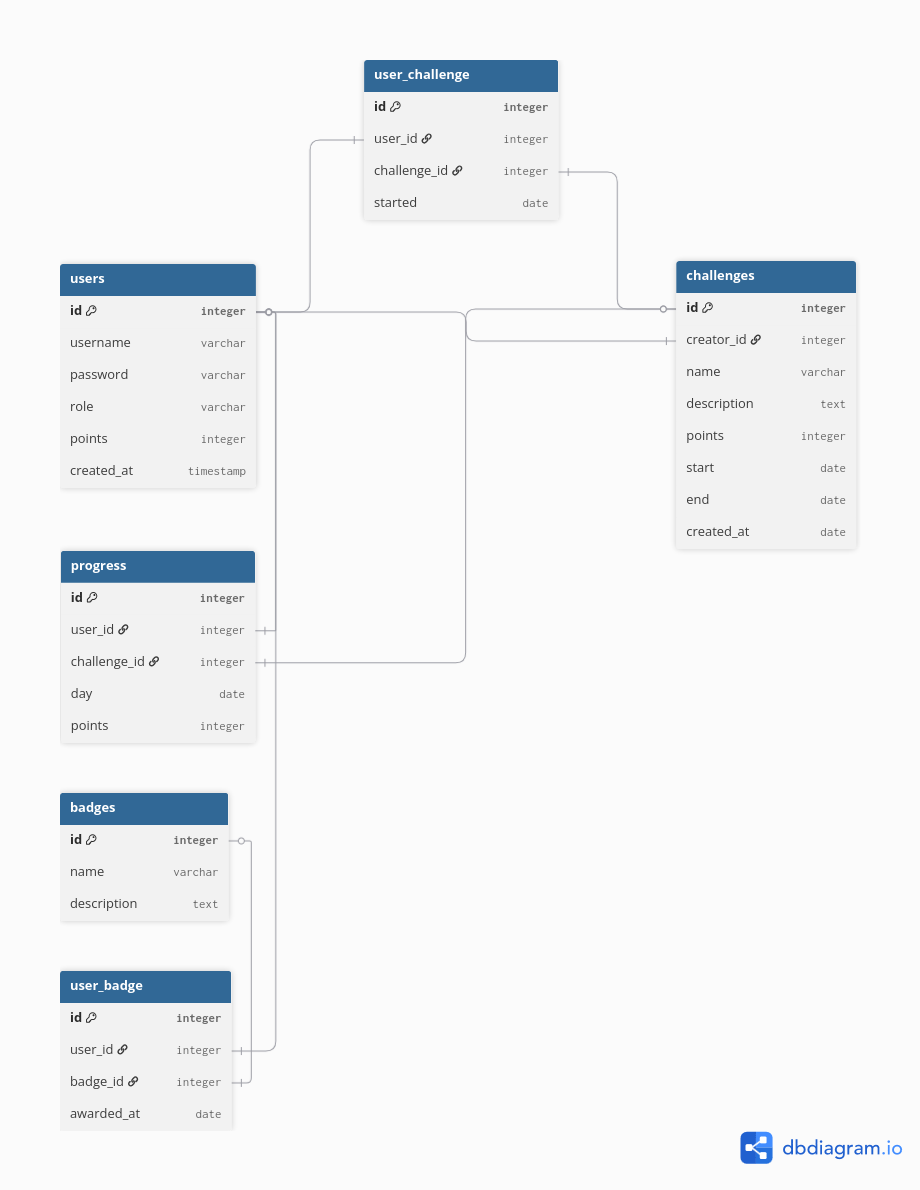 user_challenge
id integer
user_id integer
challenge_id integer
started date
users
id integer
username varchar
password varchar
role varchar
points integer
created_at timestamp
challenges
id integer
creator_id integer
name varchar
description text
points integer
start date
end date
created_at date
progress
id integer
user_id integer
challenge_id integer
day date
points integer
badges
id integer
name varchar
description text
user_badge
id integer
user_id integer
badge_id integer
awarded_at date
dbdiagram.io